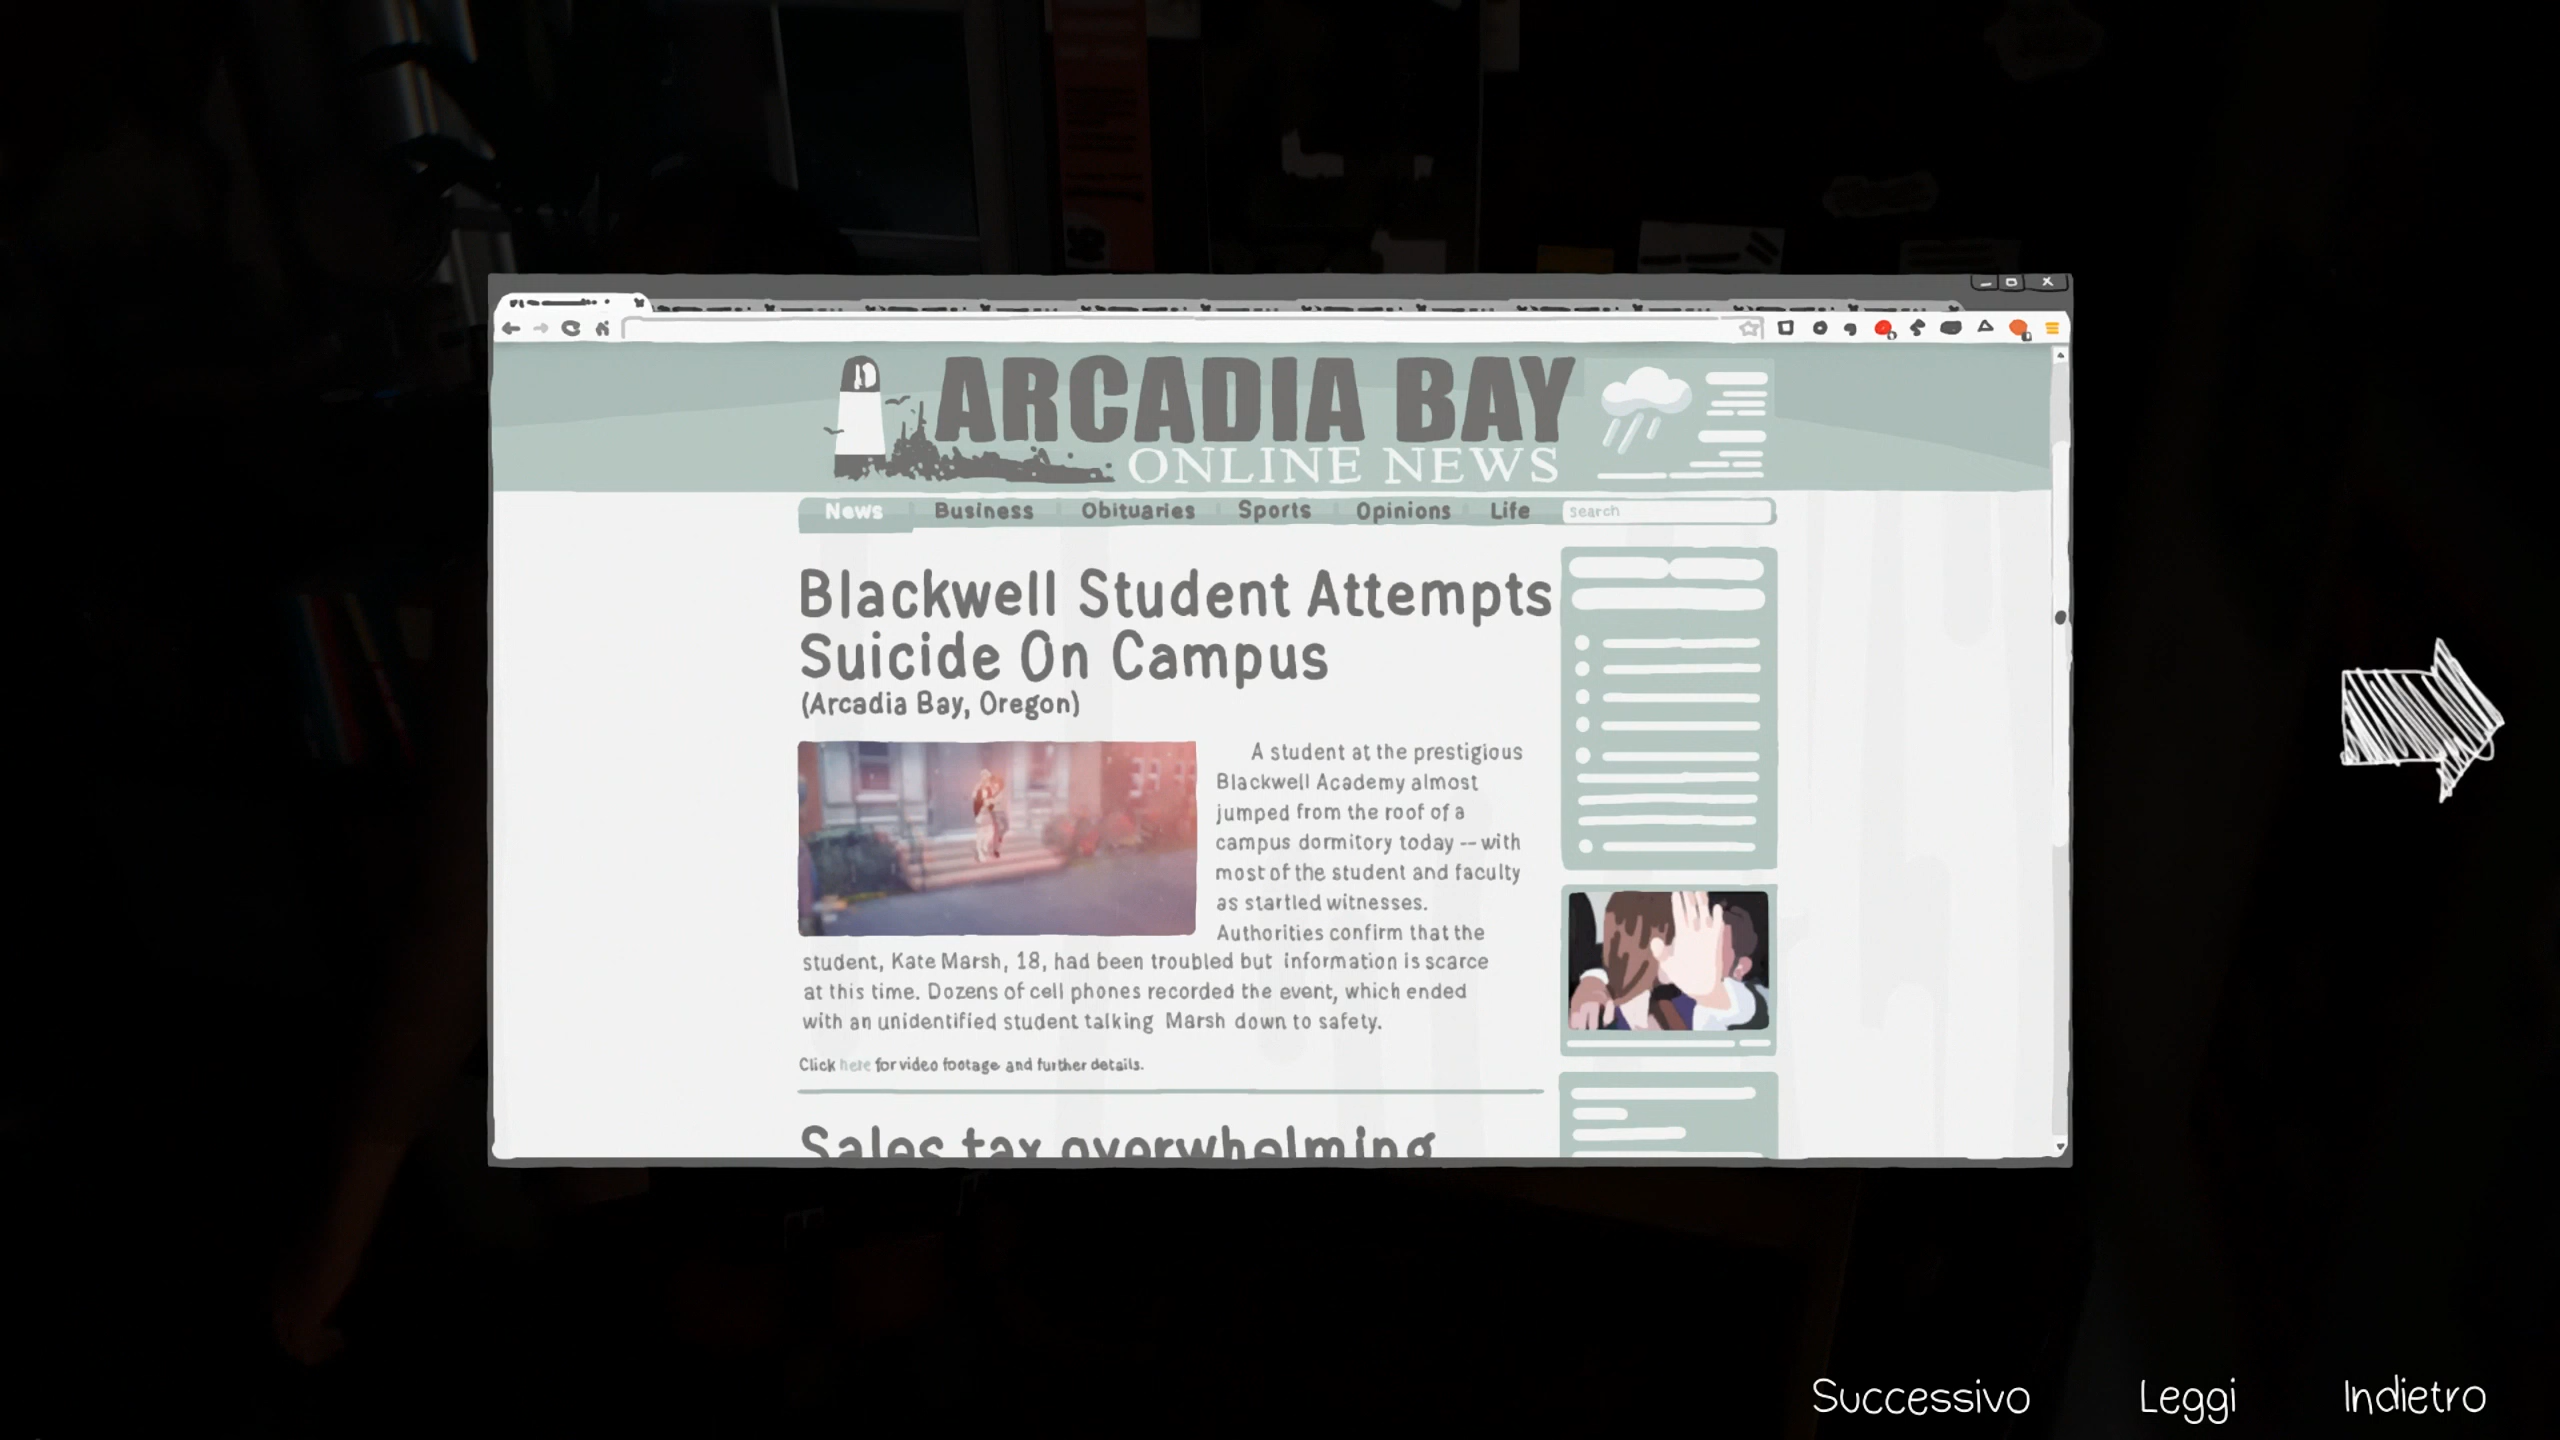 ARCADIA BAY
ONLINE NEWS
News Business Obituaries Sports Opinions Life search
Blackwell Student Attempts
Suicide On Campus
(Arcadia Bay, Oregon)
A student at the prestigious
Blackwell Academy almost
jumped from the roof of a
campus dormitory today -- with
most of the student and faculty
as startled witnesses.
Authorities confirm that the
student, Kate Marsh, 18, had been troubled but information is scarce
at this time. Dozens of cell phones recorded the event, which ended
with an unidentified student talking Marsh down to safety.
Click here for video footage and further details.
Sales tax overwhelming
Successivo Leggi Indietro